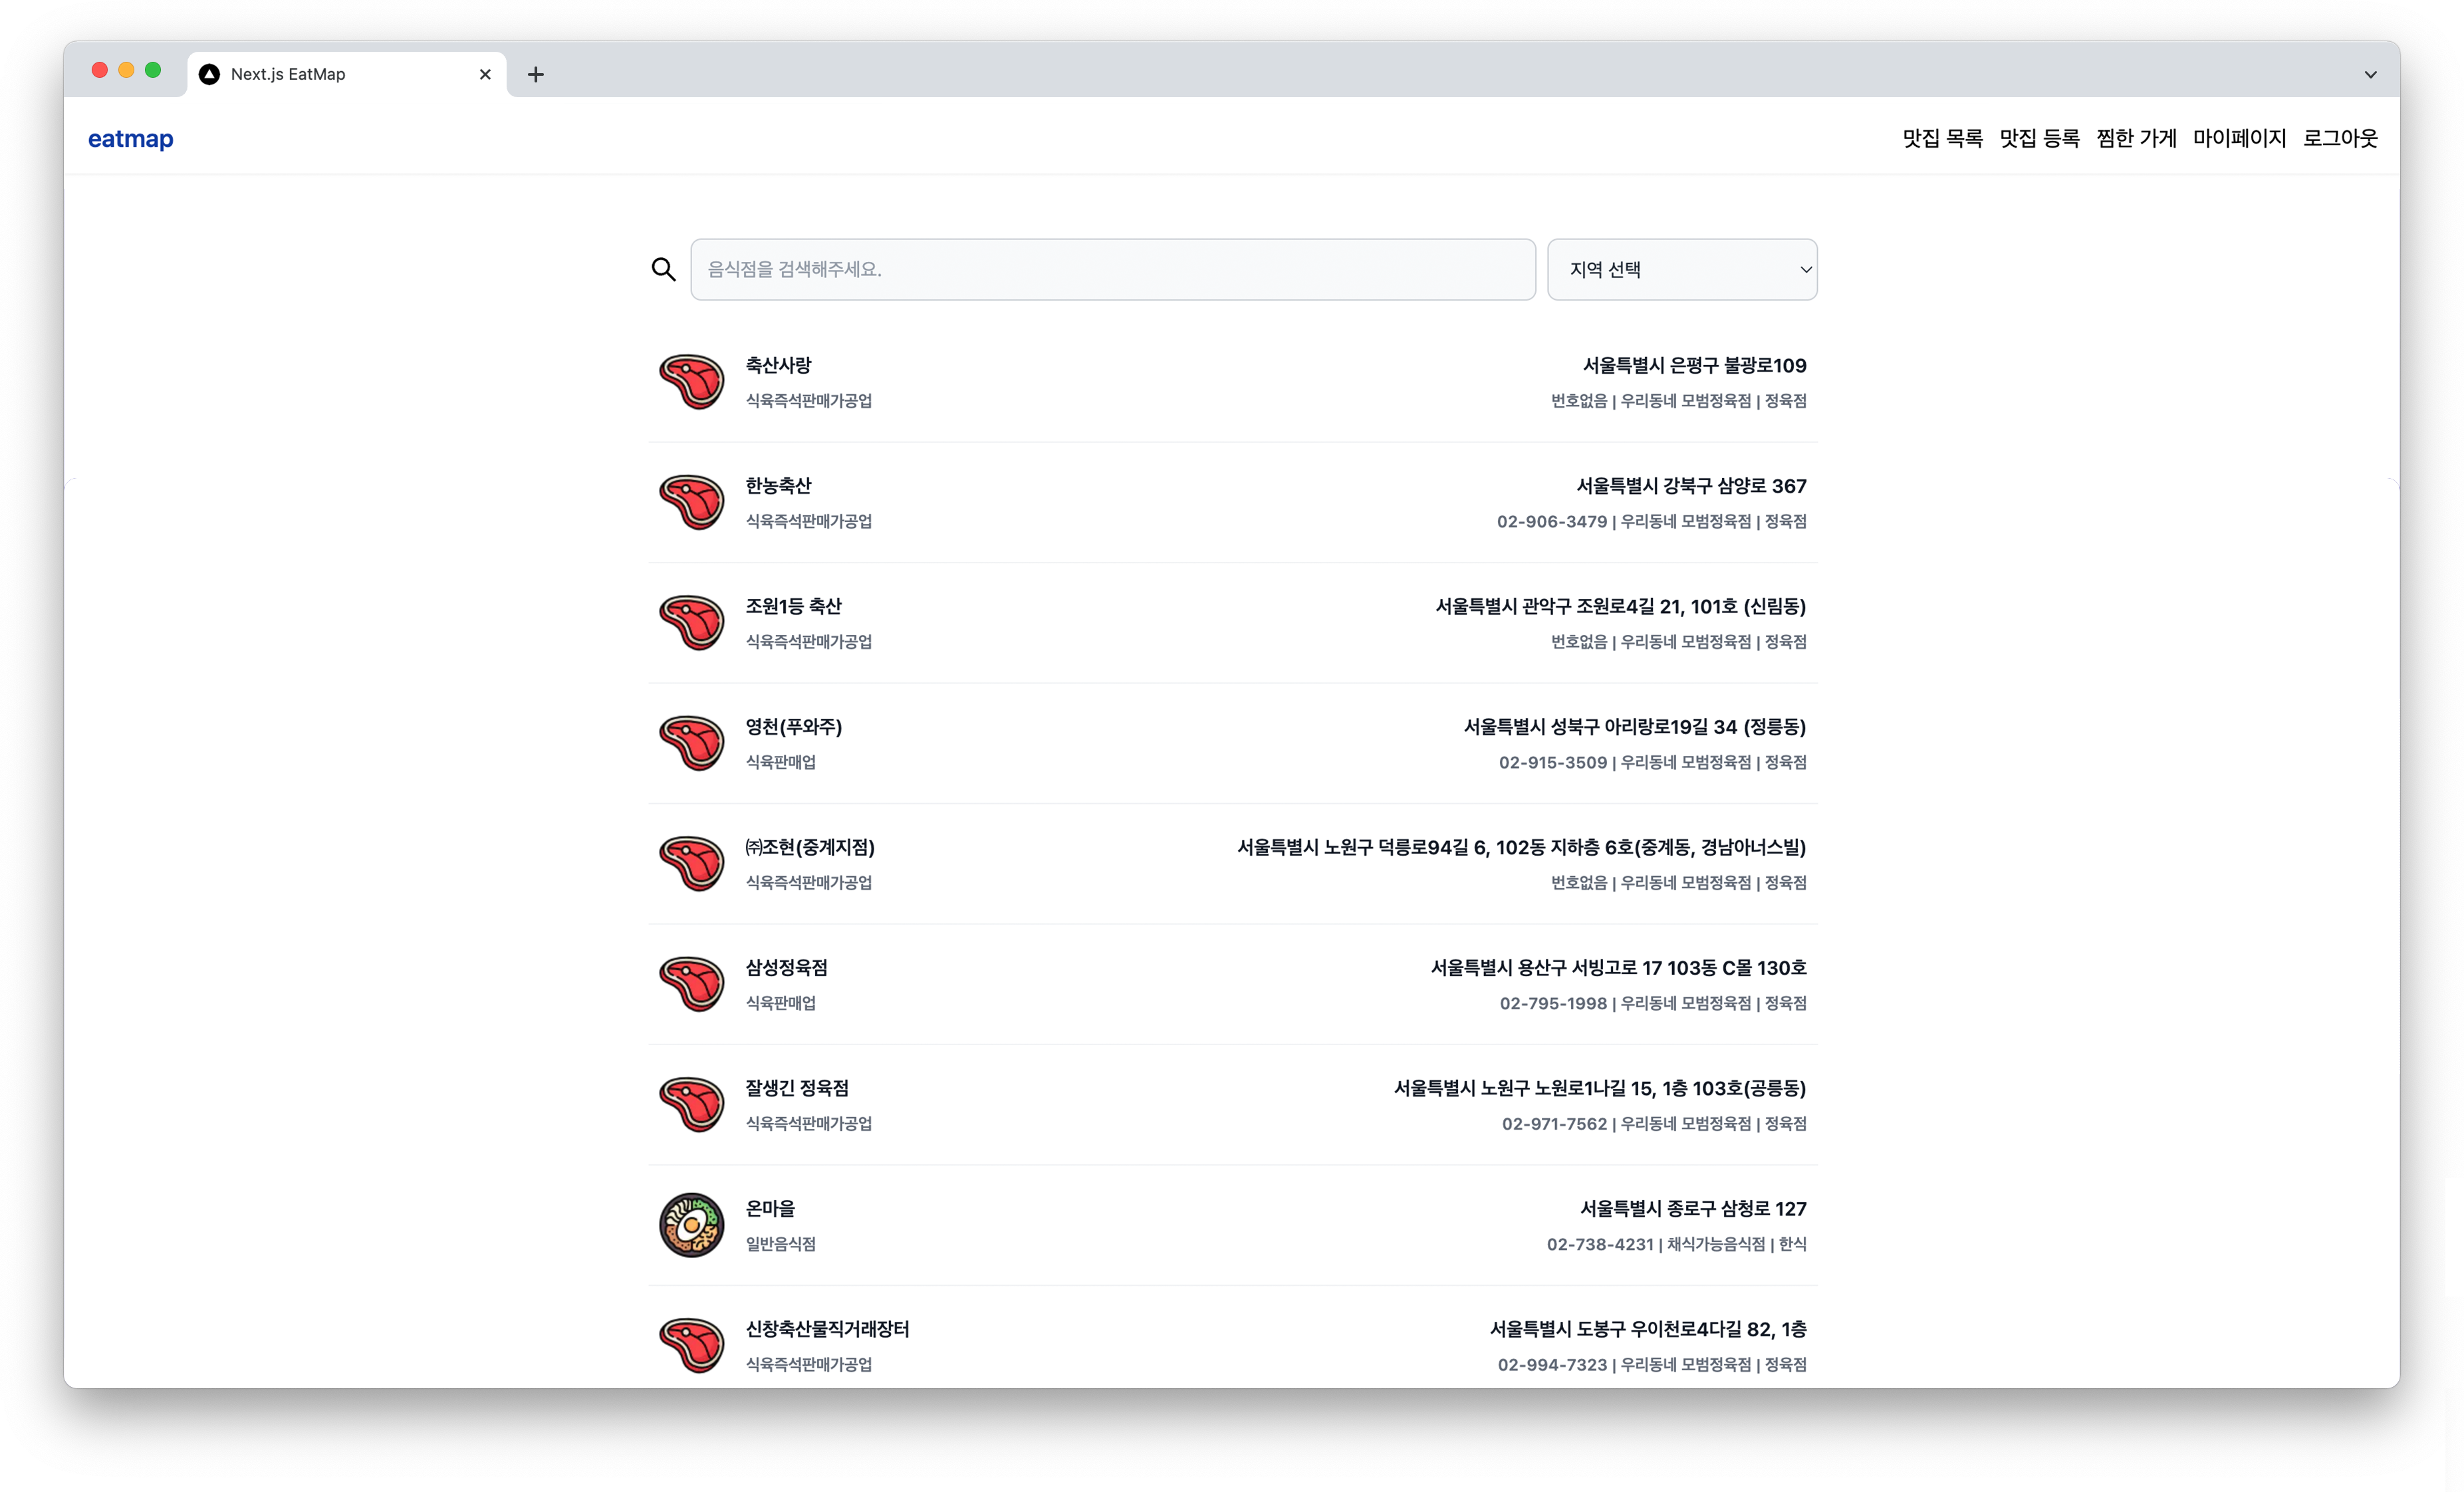 Next.js EatMap
eatmap
맛집 목록 맛집 등록 찜한 가게 마이페이지 로그아웃
음식점을 검색해주세요.
지역 선택
축산사랑
서울특별시 은평구 불광로109
식육즉석판매가공업
번호없음 | 우리동네 모범정육점 | 정육점
한농축산
서울특별시 강북구 삼양로 367
식육즉석판매가공업
02-906-3479 | 우리동네 모범정육점 | 정육점
조원1등 축산
서울특별시 관악구 조원로4길 21, 101호 (신림동)
식육즉석판매가공업
번호없음 | 우리동네 모범정육점 | 정육점
영천(푸와주)
서울특별시 성북구 아리랑로19길 34 (정릉동)
식육판매업
02-915-3509 | 우리동네 모범정육점 | 정육점
㈜조현(중계지점)
서울특별시 노원구 덕릉로94길 6, 102동 지하층 6호(중계동, 경남아너스빌)
식육즉석판매가공업
번호없음 | 우리동네 모범정육점 | 정육점
삼성정육점
서울특별시 용산구 서빙고로 17 103동 C몰 130호
식육판매업
02-795-1998 | 우리동네 모범정육점 | 정육점
잘생긴 정육점
서울특별시 노원구 노원로1나길 15, 1층 103호(공릉동)
식육즉석판매가공업
02-971-7562 | 우리동네 모범정육점 | 정육점
온마을
서울특별시 종로구 삼청로 127
일반음식점
02-738-4231 | 채식가능음식점 | 한식
신창축산물직거래장터
서울특별시 도봉구 우이천로4다길 82, 1층
식육즉석판매가공업
02-994-7323 | 우리동네 모범정육점 | 정육점